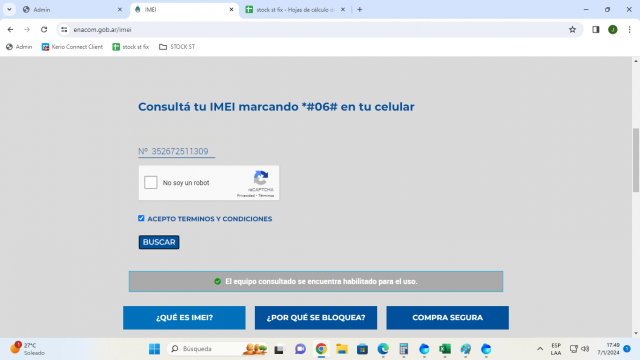 Admin
IMEI
stock st fix - Hojas de cálculo d
enacom.gob.ar/imei
J
Admin
Kerio Connect Client
stock st fix
STOCK ST
Consultá tu IMEI marcando *#06# en tu celular
Nº 352672511309
No soy un robot
reCAPTCHA
Privacidad - Términos
ACEPTO TERMINOS Y CONDICIONES
BUSCAR
El equipo consultado se encuentra habilitado para el uso.
¿QUÉ ES IMEI?
¿POR QUÉ SE BLOQUEA?
COMPRA SEGURA
27°C
Soleado
Búsqueda
ESP
LAA
17:40
7/1/2024